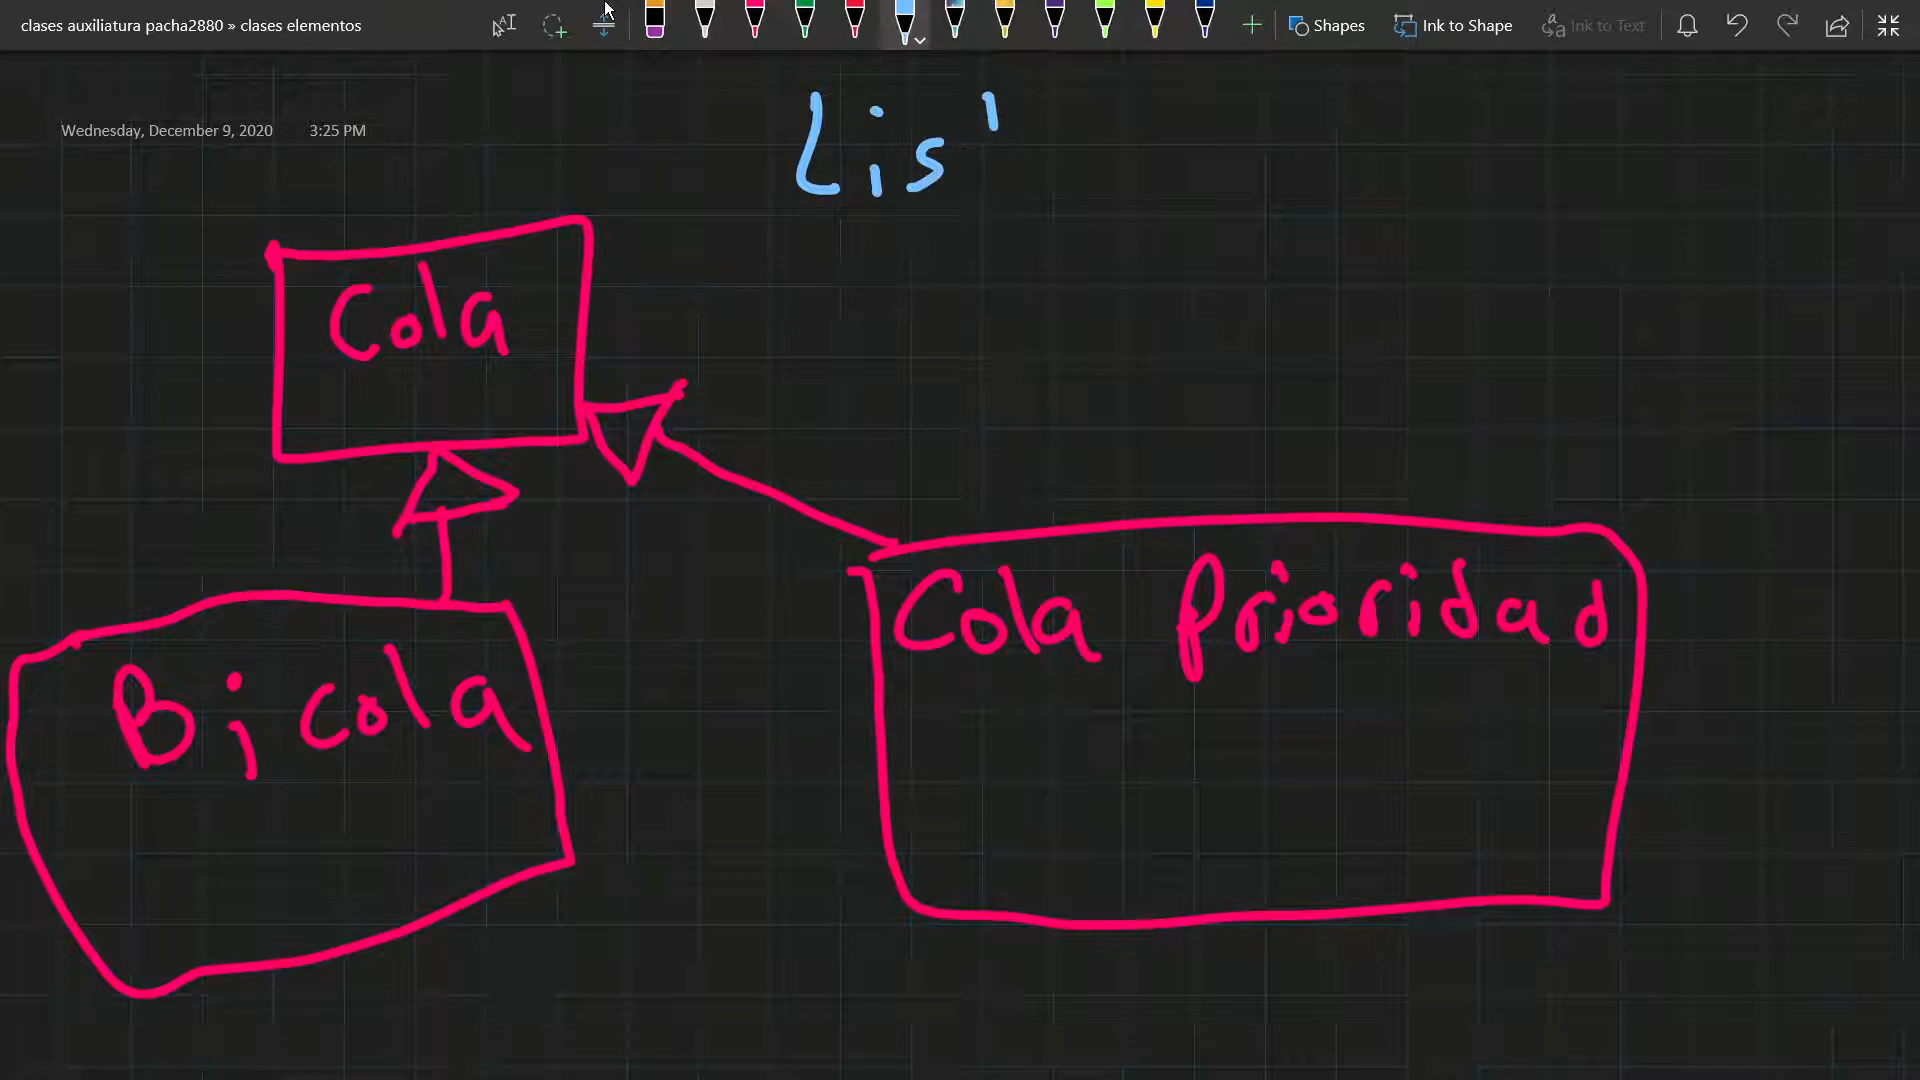 clases auxiliatura pacha2880 » clases elementos
Shapes
Ink to Shape
Ink to Text
Wednesday, December 9, 2020 3:25 PM
Lis'
Cola
Cola Prioridad
Bicola